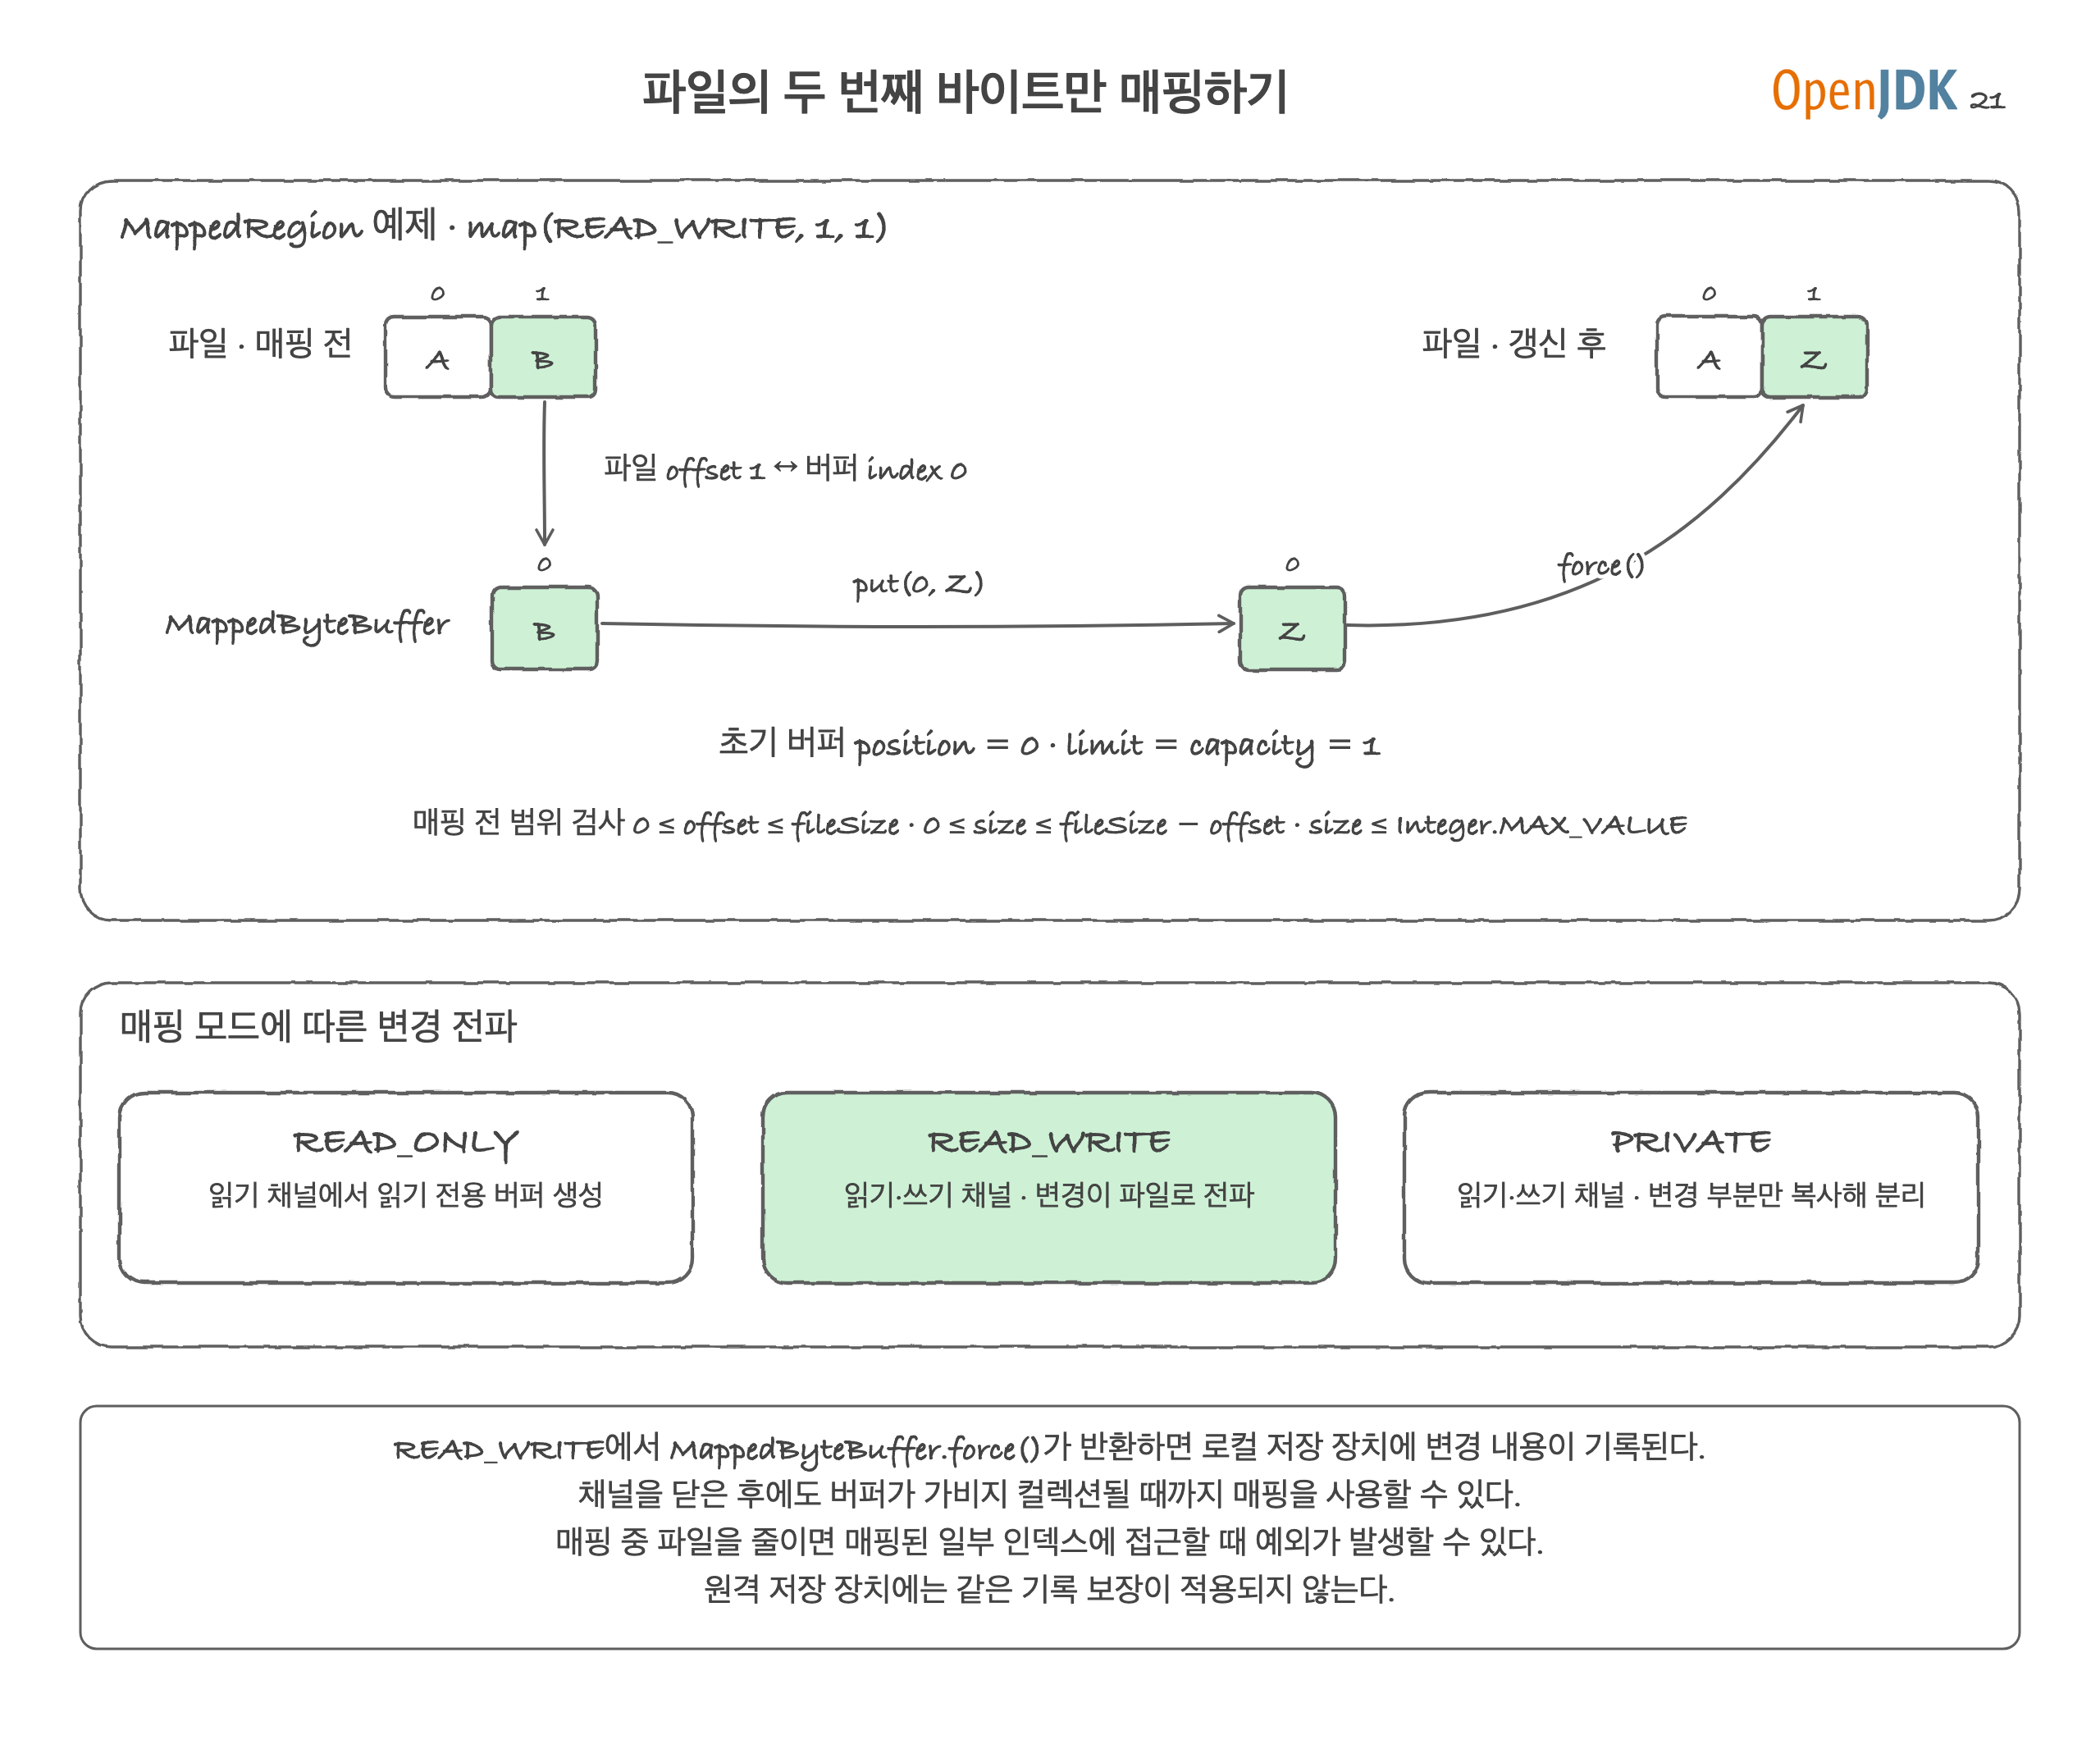 파일의 두 번째 바이트만 매핑하기
OpenJDK 21
MappedRegion 예제 · map(READ_WRITE, 1, 1)
0 1
파일 · 매핑 전
A B
0 1
파일 · 갱신 후
A Z
파일 offset 1 ↔ 버퍼 index 0
0
MappedByteBuffer
B
put(0, Z)
0
Z
force()
초기 버퍼 position = 0 · limit = capacity = 1
매핑 전 범위 검사 0 ≤ offset ≤ fileSize · 0 ≤ size ≤ fileSize − offset · size ≤ Integer.MAX_VALUE
매핑 모드에 따른 변경 전파
READ_ONLY
읽기 채널에서 읽기 전용 버퍼 생성
READ_WRITE
읽기·쓰기 채널 · 변경이 파일로 전파
PRIVATE
읽기·쓰기 채널 · 변경 부분만 복사해 분리
READ_WRITE에서 MappedByteBuffer.force()가 반환하면 로컬 저장 장치에 변경 내용이 기록된다.
채널을 닫은 후에도 버퍼가 가비지 컬렉션될 때까지 매핑을 사용할 수 있다.
매핑 중 파일을 줄이면 매핑된 일부 인덱스에 접근할 때 예외가 발생할 수 있다.
원격 저장 장치에는 같은 기록 보장이 적용되지 않는다.